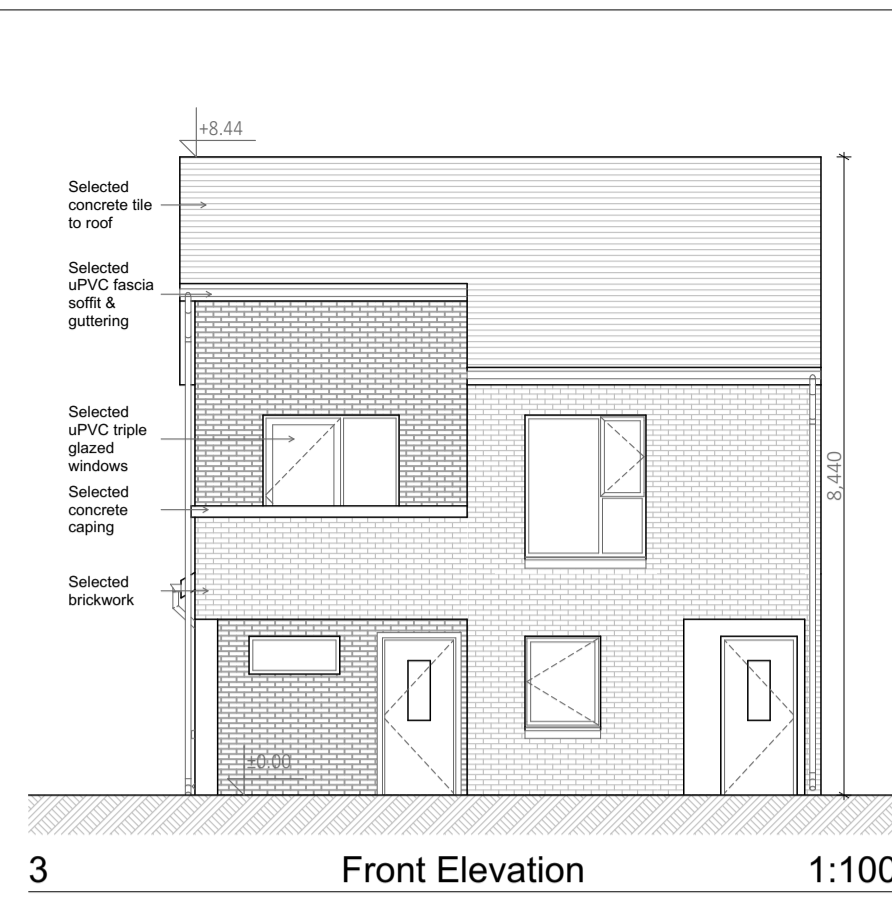 +8.44
Selected
concrete tile
to roof
Selected
uPVC fascia
soffit &
guttering
Selected
uPVC triple
glazed
windows
Selected
concrete
caping
Selected
brickwork
8,440
±0.00
3 Front Elevation 1:100